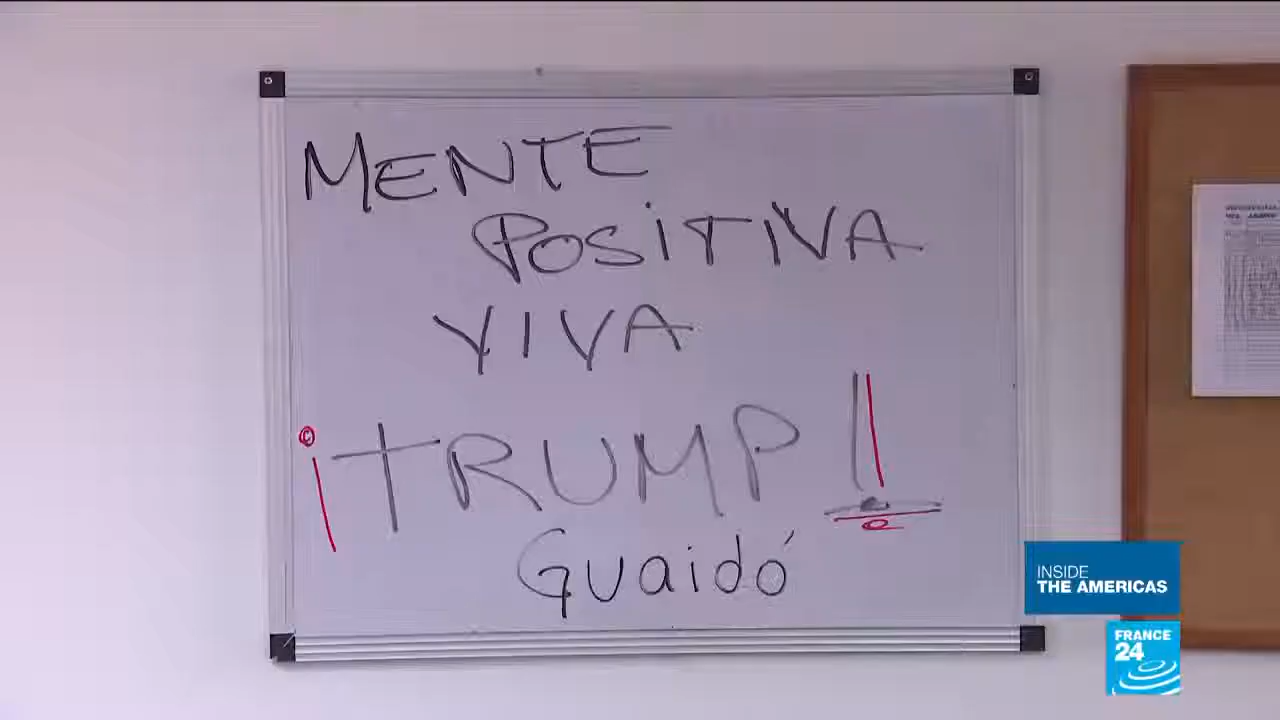 MENTE
POSITIVA
VIVA
¡TRUMP!!
Guaidó
INSIDE
THE AMERICAS
FRANCE
24